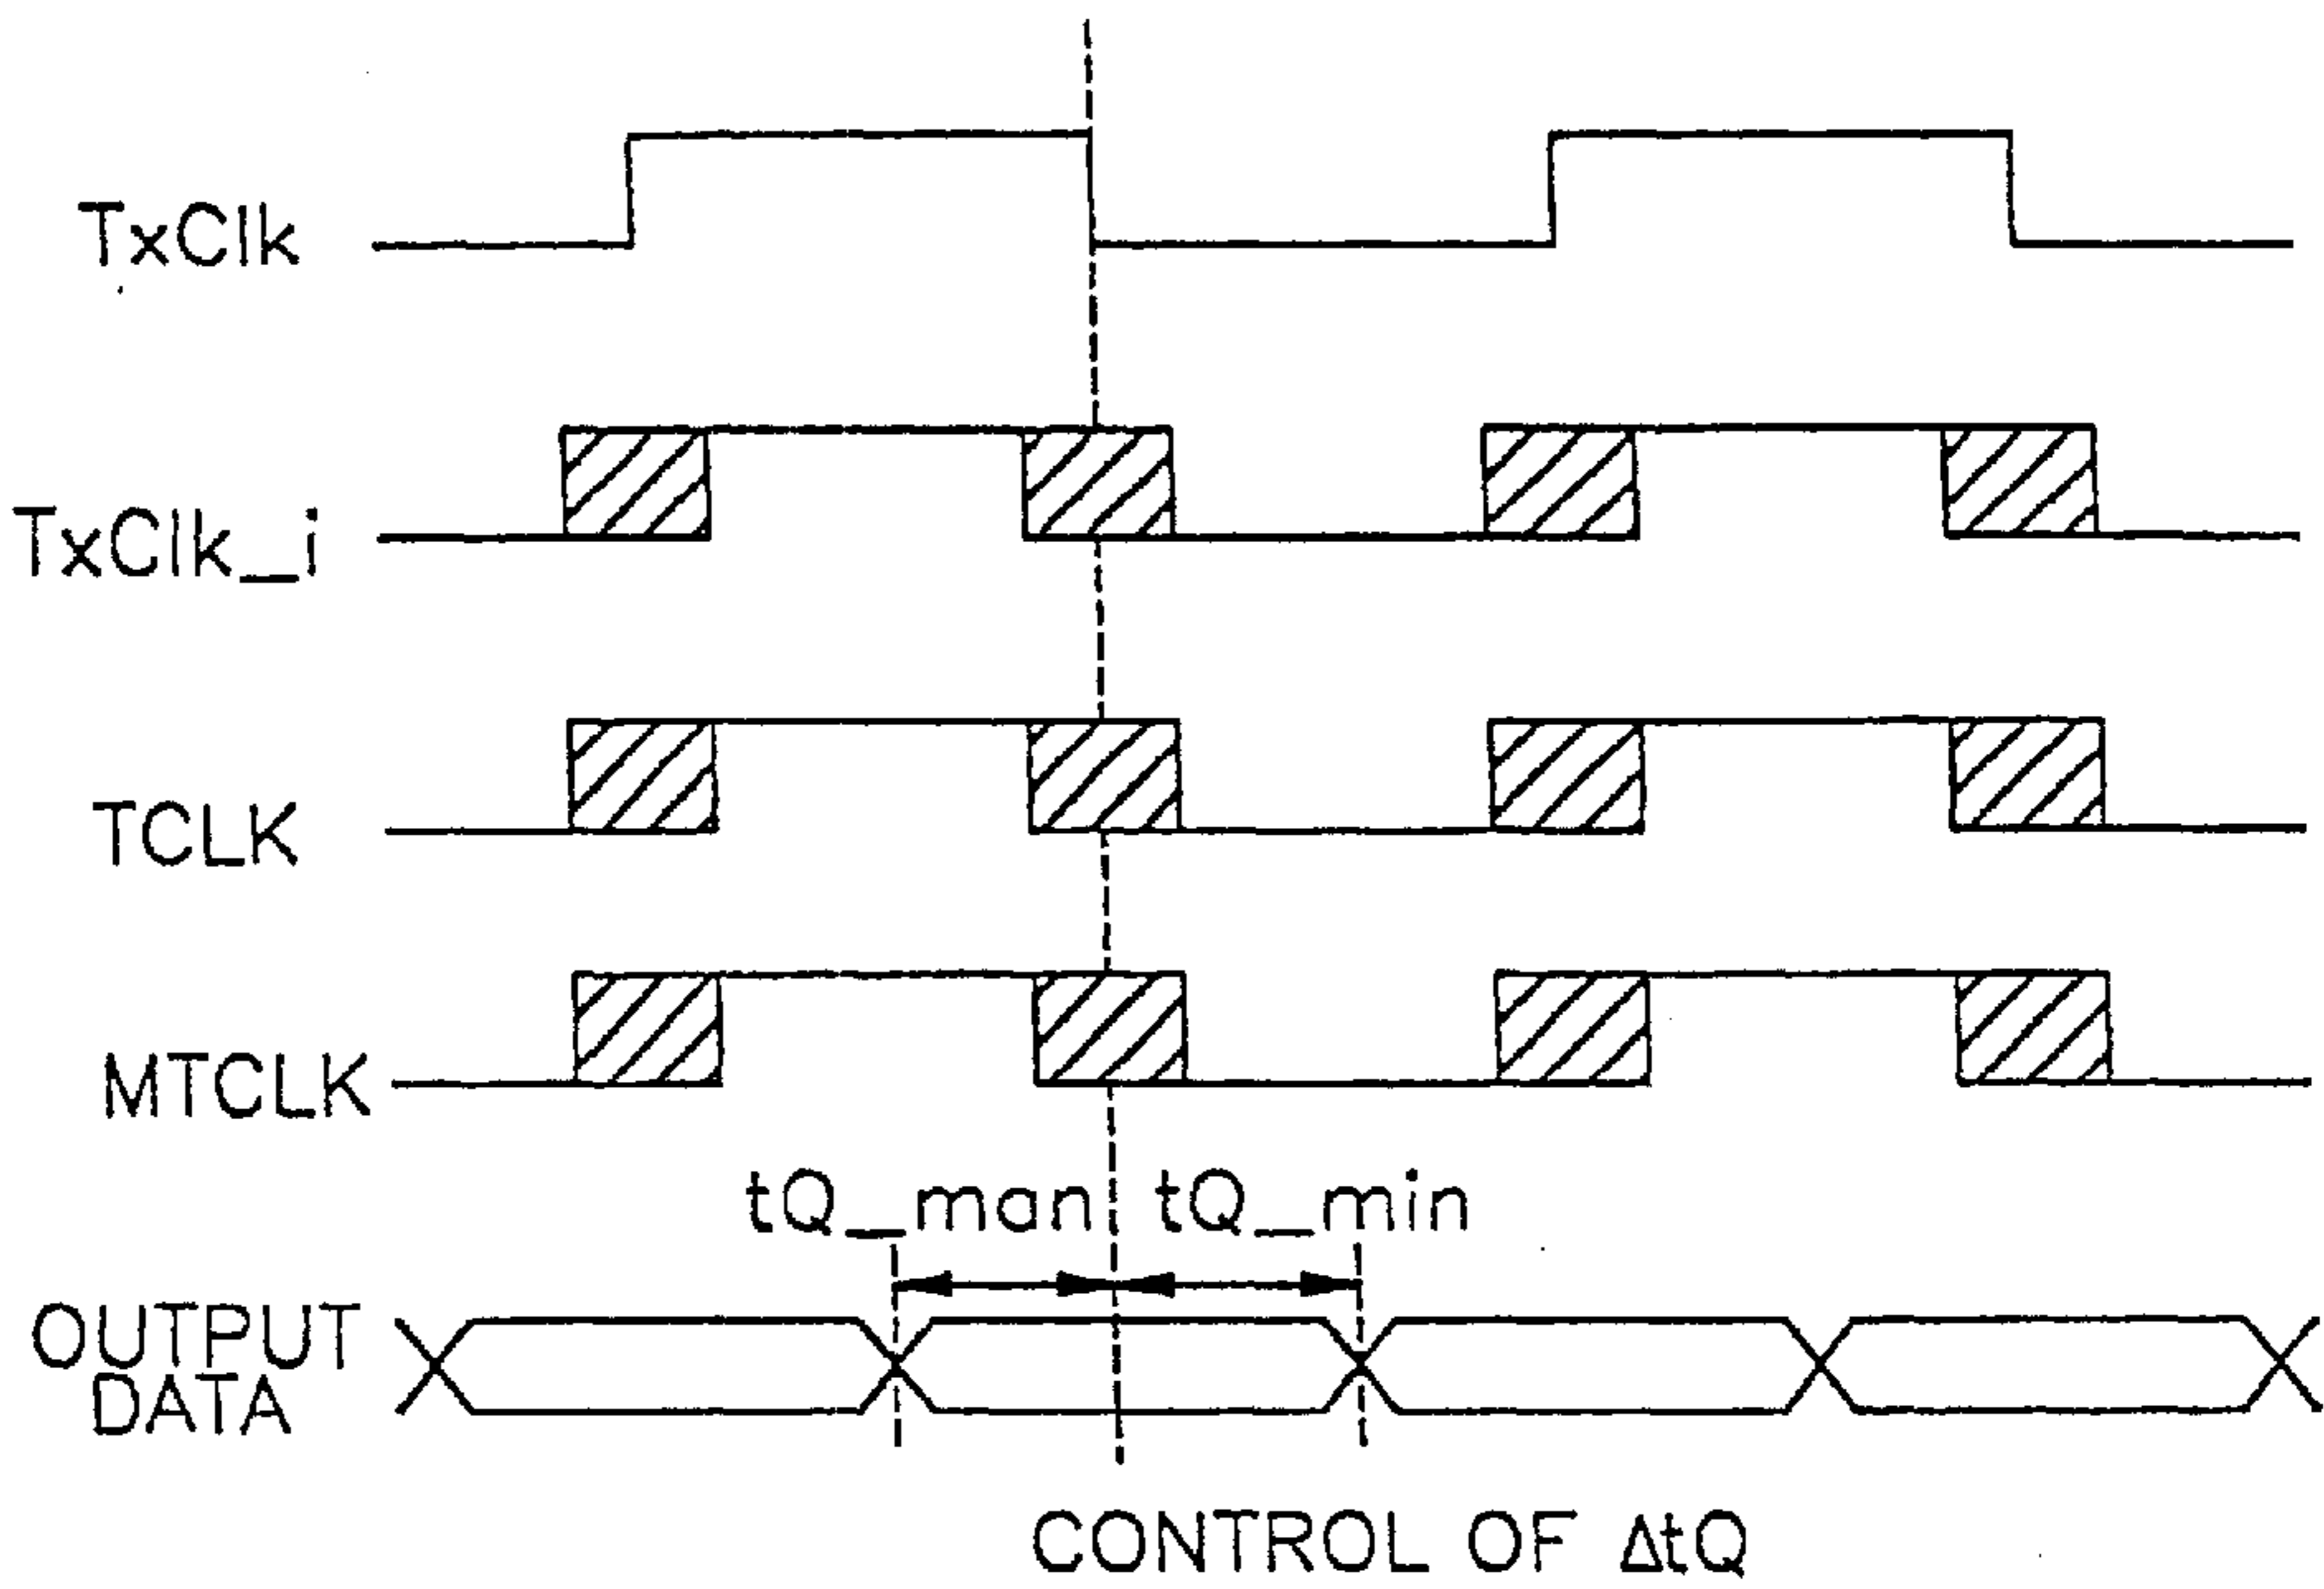 TxClk
TxClk_i
TCLK
MTCLK
tQ_man tQ_min
OUTPUT
DATA
CONTROL OF ΔtQ